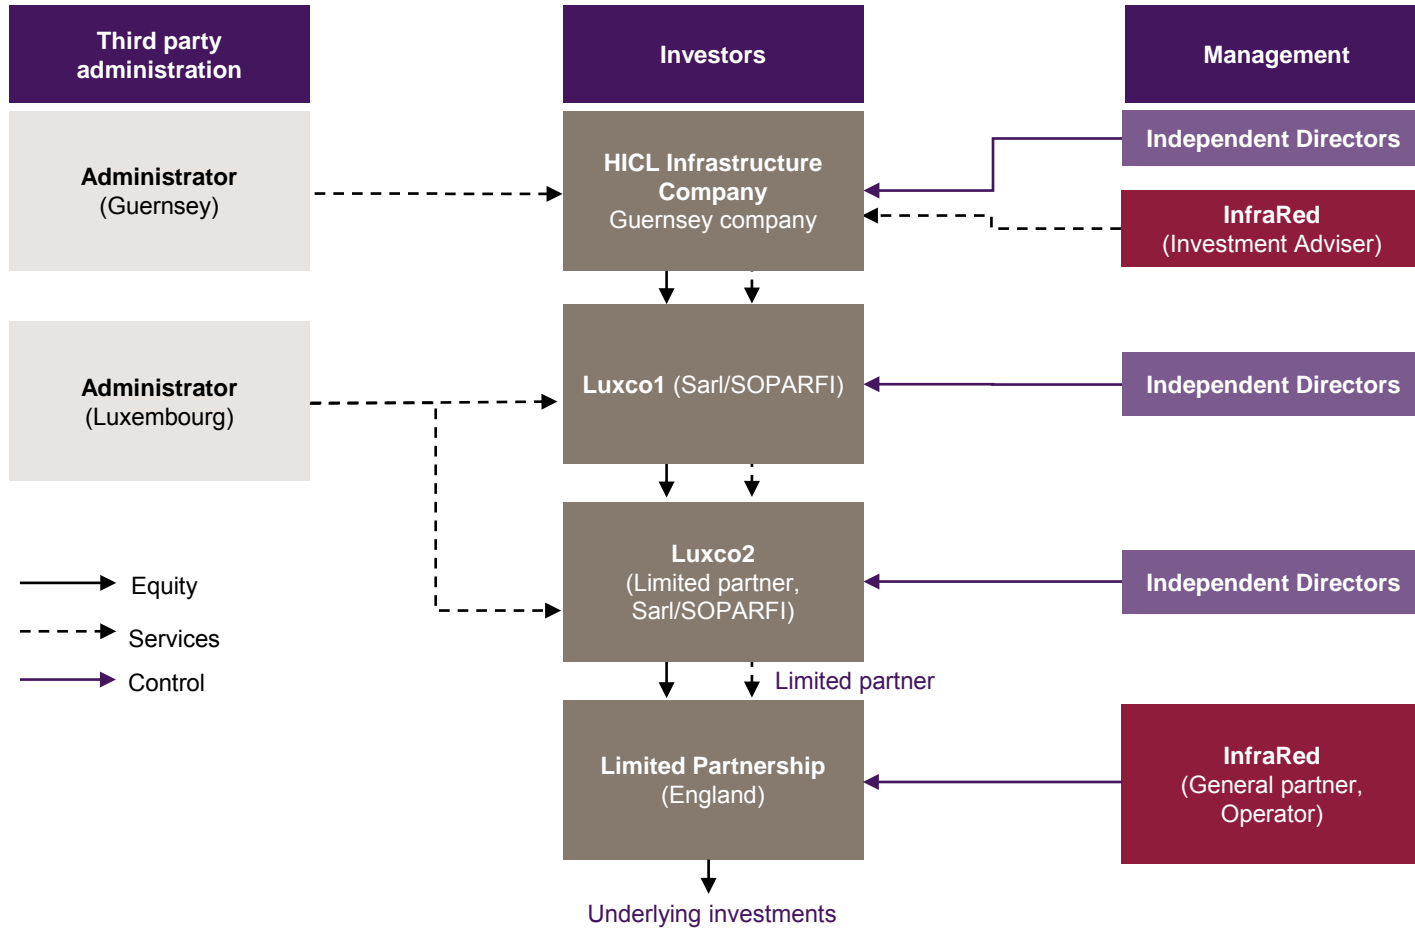 Third party
administration
Investors
Management
Administrator
(Guernsey)
HICL Infrastructure
Company
Guernsey company
Independent Directors
InfraRed
(Investment Adviser)
Administrator
(Luxembourg)
Luxco1 (Sarl/SOPARFI)
Independent Directors
Luxco2
(Limited partner,
Sarl/SOPARFI)
Independent Directors
Equity
Services
Control
Limited partner
Limited Partnership
(England)
InfraRed
(General partner,
Operator)
Underlying investments